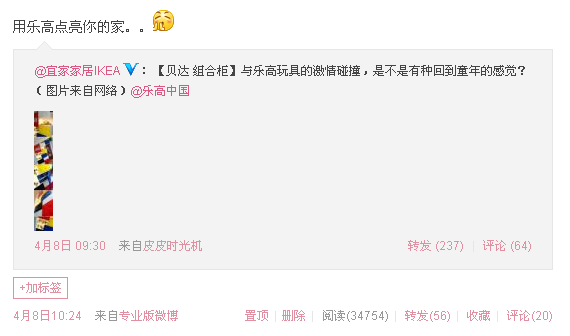 用乐高点亮你的家。。
@宜家家居IKEA：【贝达 组合柜】与乐高玩具的激情碰撞，是不是有种回到童年的感觉？
（图片来自网络）@乐高中国
4月8日 09:30 来自皮皮时光机 转发 (237) | 评论 (64)
+加标签
4月8日10:24 来自专业版微博 置顶 | 删除 | 阅读(34754) | 转发(56) | 收藏 | 评论(20)